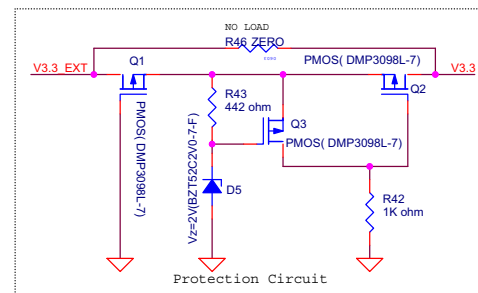 NO LOAD
R46 ZERO
V3.3_EXT
Q1
PMOS( DMP3098L-7)
V3.3
Q2
R43
442 ohm
Q3
PMOS( DMP3098L-7)
PMOS( DMP3098L-7)
Vz=2V(BZT52C2V0-7-F)
D5
R42
1K ohm
Protection Circuit